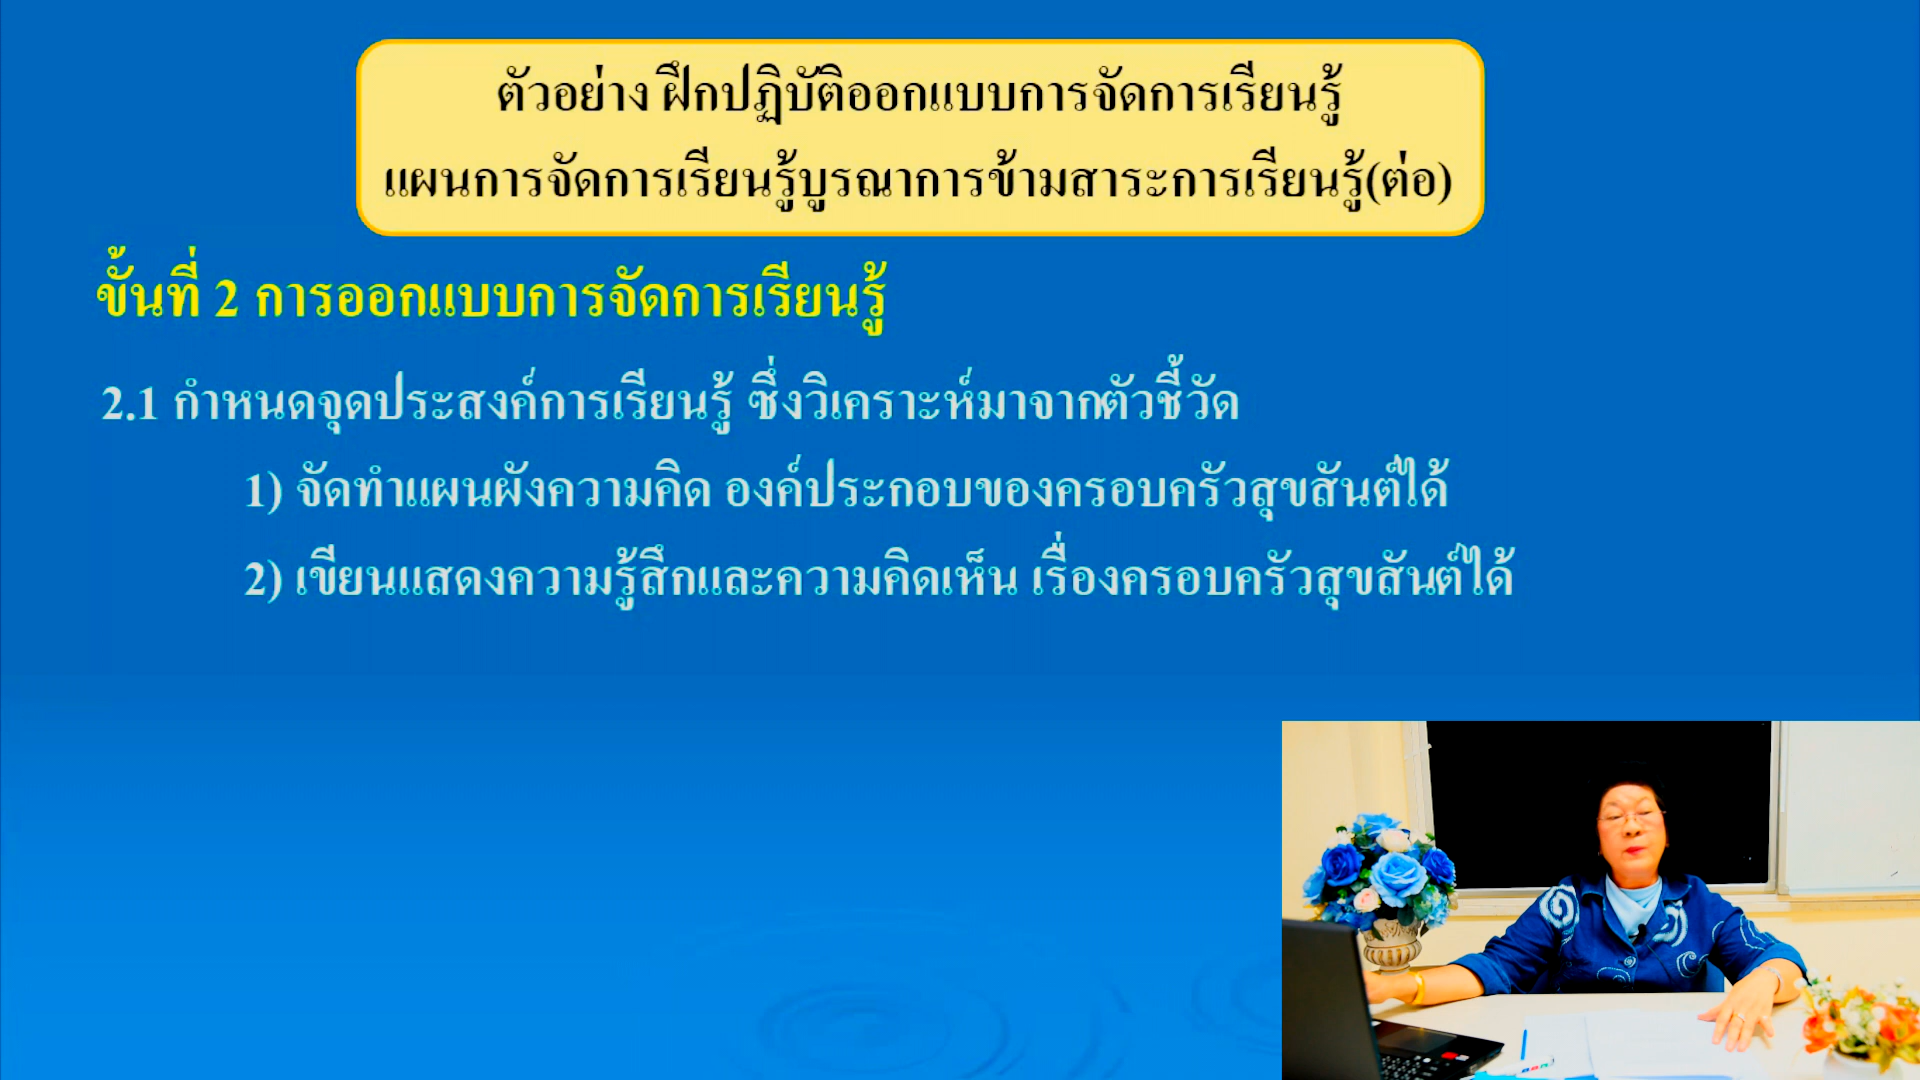 ตัวอย่าง ฝึกปฏิบัติออกแบบการจัดการเรียนรู้
แผนการจัดการเรียนรู้บูรณาการข้ามสาระการเรียนรู้(ต่อ)
ขั้นที่ 2 การออกแบบการจัดการเรียนรู้
2.1 กำหนดจุดประสงค์การเรียนรู้ ซึ่งวิเคราะห์มาจากตัวชี้วัด
1) จัดทำแผนผังความคิด องค์ประกอบของครอบครัวสุขสันต์ได้
2) เขียนแสดงความรู้สึกและความคิดเห็น เรื่องครอบครัวสุขสันต์ได้